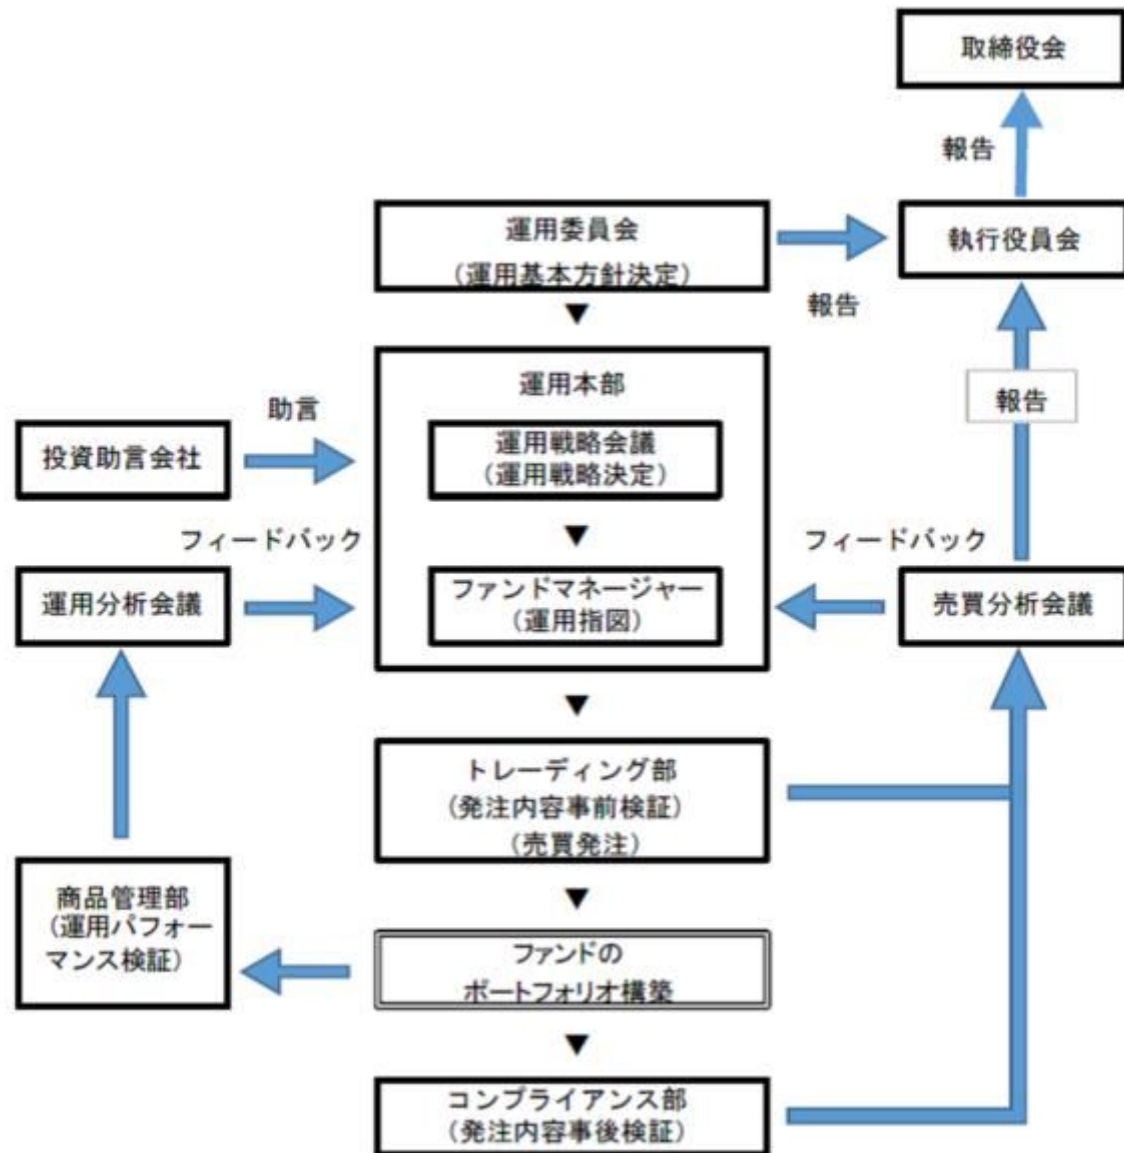 取締役会
報告
運用委員会
（運用基本方針決定）
執行役員会
報告
運用本部
報告
助言
投資助言会社
運用戦略会議
（運用戦略決定）
フィードバック
フィードバック
運用分析会議
ファンドマネージャー
（運用指図）
売買分析会議
トレーディング部
（発注内容事前検証）
（売買発注）
商品管理部
（運用パフォー
マンス検証）
ファンドの
ポートフォリオ構築
コンプライアンス部
（発注内容事後検証）